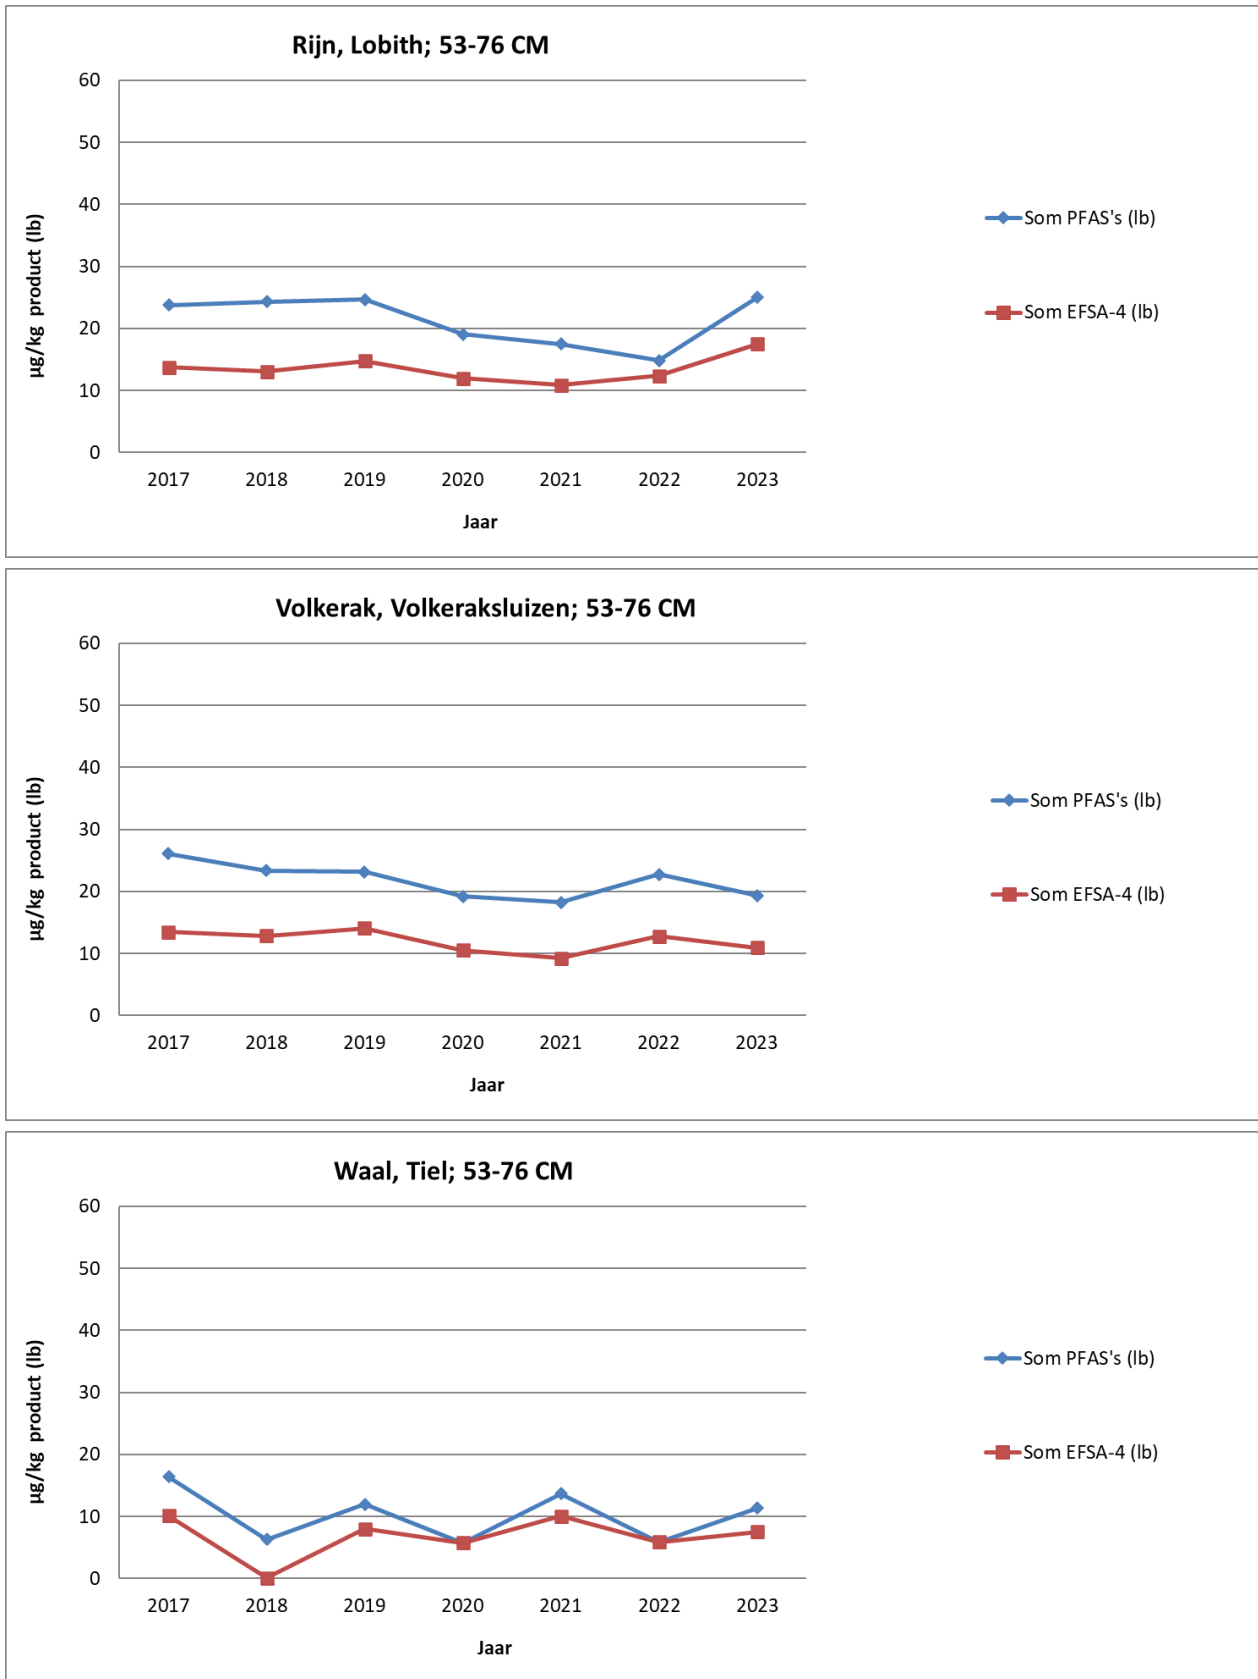 Rijn, Lobith; 53-76 CM
60
50
40
30
20
10
0
µg/kg product (lb)
2017 2018 2019 2020 2021 2022 2023
Jaar
Som PFAS's (lb)
Som EFSA-4 (lb)
Volkerak, Volkeraksluizen; 53-76 CM
60
50
40
30
20
10
0
µg/kg product (lb)
2017 2018 2019 2020 2021 2022 2023
Jaar
Som PFAS's (lb)
Som EFSA-4 (lb)
Waal, Tiel; 53-76 CM
60
50
40
30
20
10
0
µg/kg product (lb)
2017 2018 2019 2020 2021 2022 2023
Jaar
Som PFAS's (lb)
Som EFSA-4 (lb)